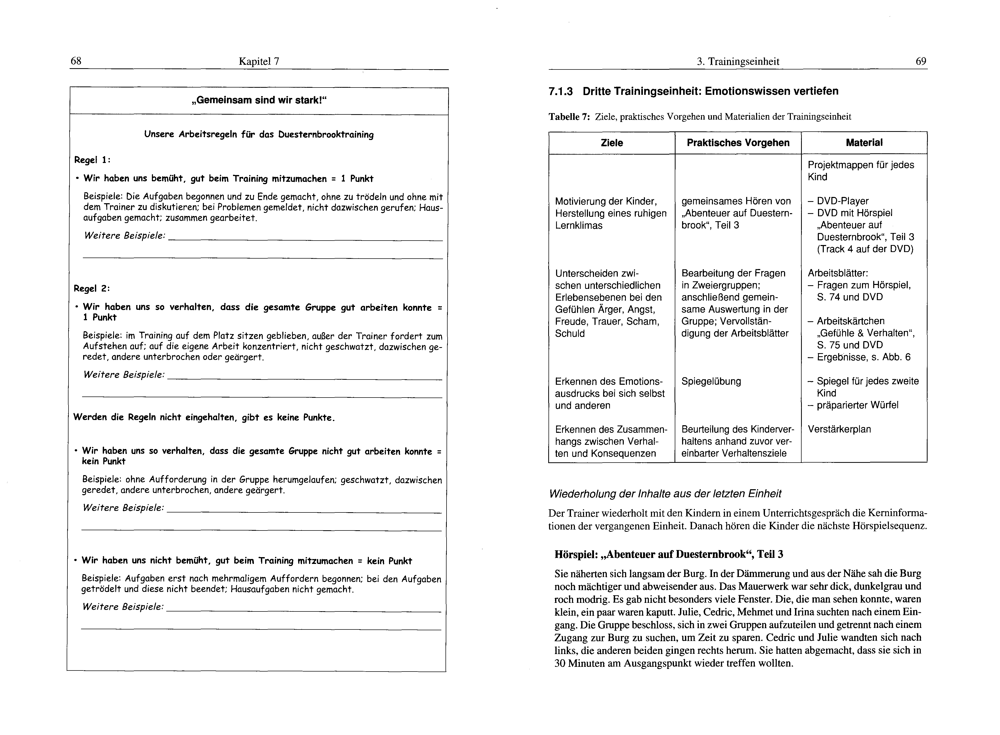 68
Kapitel 7
„Gemeinsam sind wir stark!“
Unsere Arbeitsregeln für das Duesternbrooktraining
Regel 1:
• Wir haben uns bemüht, gut beim Training mitzumachen = 1 Punkt
Beispiele: Die Aufgaben begonnen und zu Ende gemacht, ohne zu trödeln und ohne mit
dem Trainer zu diskutieren; bei Problemen gemeldet, nicht dazwischen gerufen; Haus-
aufgaben gemacht; zusammen gearbeitet.
Weitere Beispiele:
Regel 2:
• Wir haben uns so verhalten, dass die gesamte Gruppe gut arbeiten konnte =
1 Punkt
Beispiele: im Training auf dem Platz sitzen geblieben, außer der Trainer fordert zum
Aufstehen auf; auf die eigene Arbeit konzentriert, nicht geschwatzt, dazwischen ge-
redet, andere unterbrochen oder geärgert.
Weitere Beispiele:
Werden die Regeln nicht eingehalten, gibt es keine Punkte.
• Wir haben uns so verhalten, dass die gesamte Gruppe nicht gut arbeiten konnte =
kein Punkt
Beispiele: ohne Aufforderung in der Gruppe herumgelaufen; geschwatzt, dazwischen
geredet, andere unterbrochen, andere geärgert.
Weitere Beispiele:
• Wir haben uns nicht bemüht, gut beim Training mitzumachen = kein Punkt
Beispiele: Aufgaben erst nach mehrmaligem Auffordern begonnen; bei den Aufgaben
getrödelt und diese nicht beendet; Hausaufgaben nicht gemacht.
Weitere Beispiele:
3. Trainingseinheit
69
7.1.3 Dritte Trainingseinheit: Emotionswissen vertiefen
Tabelle 7: Ziele, praktisches Vorgehen und Materialien der Trainingseinheit
Ziele
Praktisches Vorgehen
Material
Projektmappen für jedes
Kind
Motivierung der Kinder,
Herstellung eines ruhigen
Lernklimas
gemeinsames Hören von
„Abenteuer auf Duestern-
brook“, Teil 3
– DVD-Player
– DVD mit Hörspiel
„Abenteuer auf
Duesternbrook“, Teil 3
(Track 4 auf der DVD)
Unterscheiden zwi-
schen unterschiedlichen
Erlebensebenen bei den
Gefühlen Ärger, Angst,
Freude, Trauer, Scham,
Schuld
Bearbeitung der Fragen
in Zweiergruppen;
anschließend gemein-
same Auswertung in der
Gruppe; Vervollstän-
digung der Arbeitsblätter
Arbeitsblätter:
– Fragen zum Hörspiel,
S. 74 und DVD
– Arbeitskärtchen
„Gefühle & Verhalten“,
S. 75 und DVD
– Ergebnisse, s. Abb. 6
Erkennen des Emotions-
ausdrucks bei sich selbst
und anderen
Spiegelübung
– Spiegel für jedes zweite
Kind
– präparierter Würfel
Erkennen des Zusammen-
hangs zwischen Verhal-
ten und Konsequenzen
Beurteilung des Kinderver-
haltens anhand zuvor ver-
einbarter Verhaltensziele
Verstärkerplan
Wiederholung der Inhalte aus der letzten Einheit
Der Trainer wiederholt mit den Kindern in einem Unterrichtsgespräch die Kerninforma-
tionen der vergangenen Einheit. Danach hören die Kinder die nächste Hörspielsequenz.
Hörspiel: „Abenteuer auf Duesternbrook“, Teil 3
Sie näherten sich langsam der Burg. In der Dämmerung und aus der Nähe sah die Burg
noch mächtiger und abweisender aus. Das Mauerwerk war sehr dick, dunkelgrau und
roch modrig. Es gab nicht besonders viele Fenster. Die, die man sehen konnte, waren
klein, ein paar waren kaputt. Julie, Cedric, Mehmet und Irina suchten nach einem Ein-
gang. Die Gruppe beschloss, sich in zwei Gruppen aufzuteilen und getrennt nach einem
Zugang zur Burg zu suchen, um Zeit zu sparen. Cedric und Julie wandten sich nach
links, die anderen beiden gingen rechts herum. Sie hatten abgemacht, dass sie sich in
30 Minuten am Ausgangspunkt wieder treffen wollten.